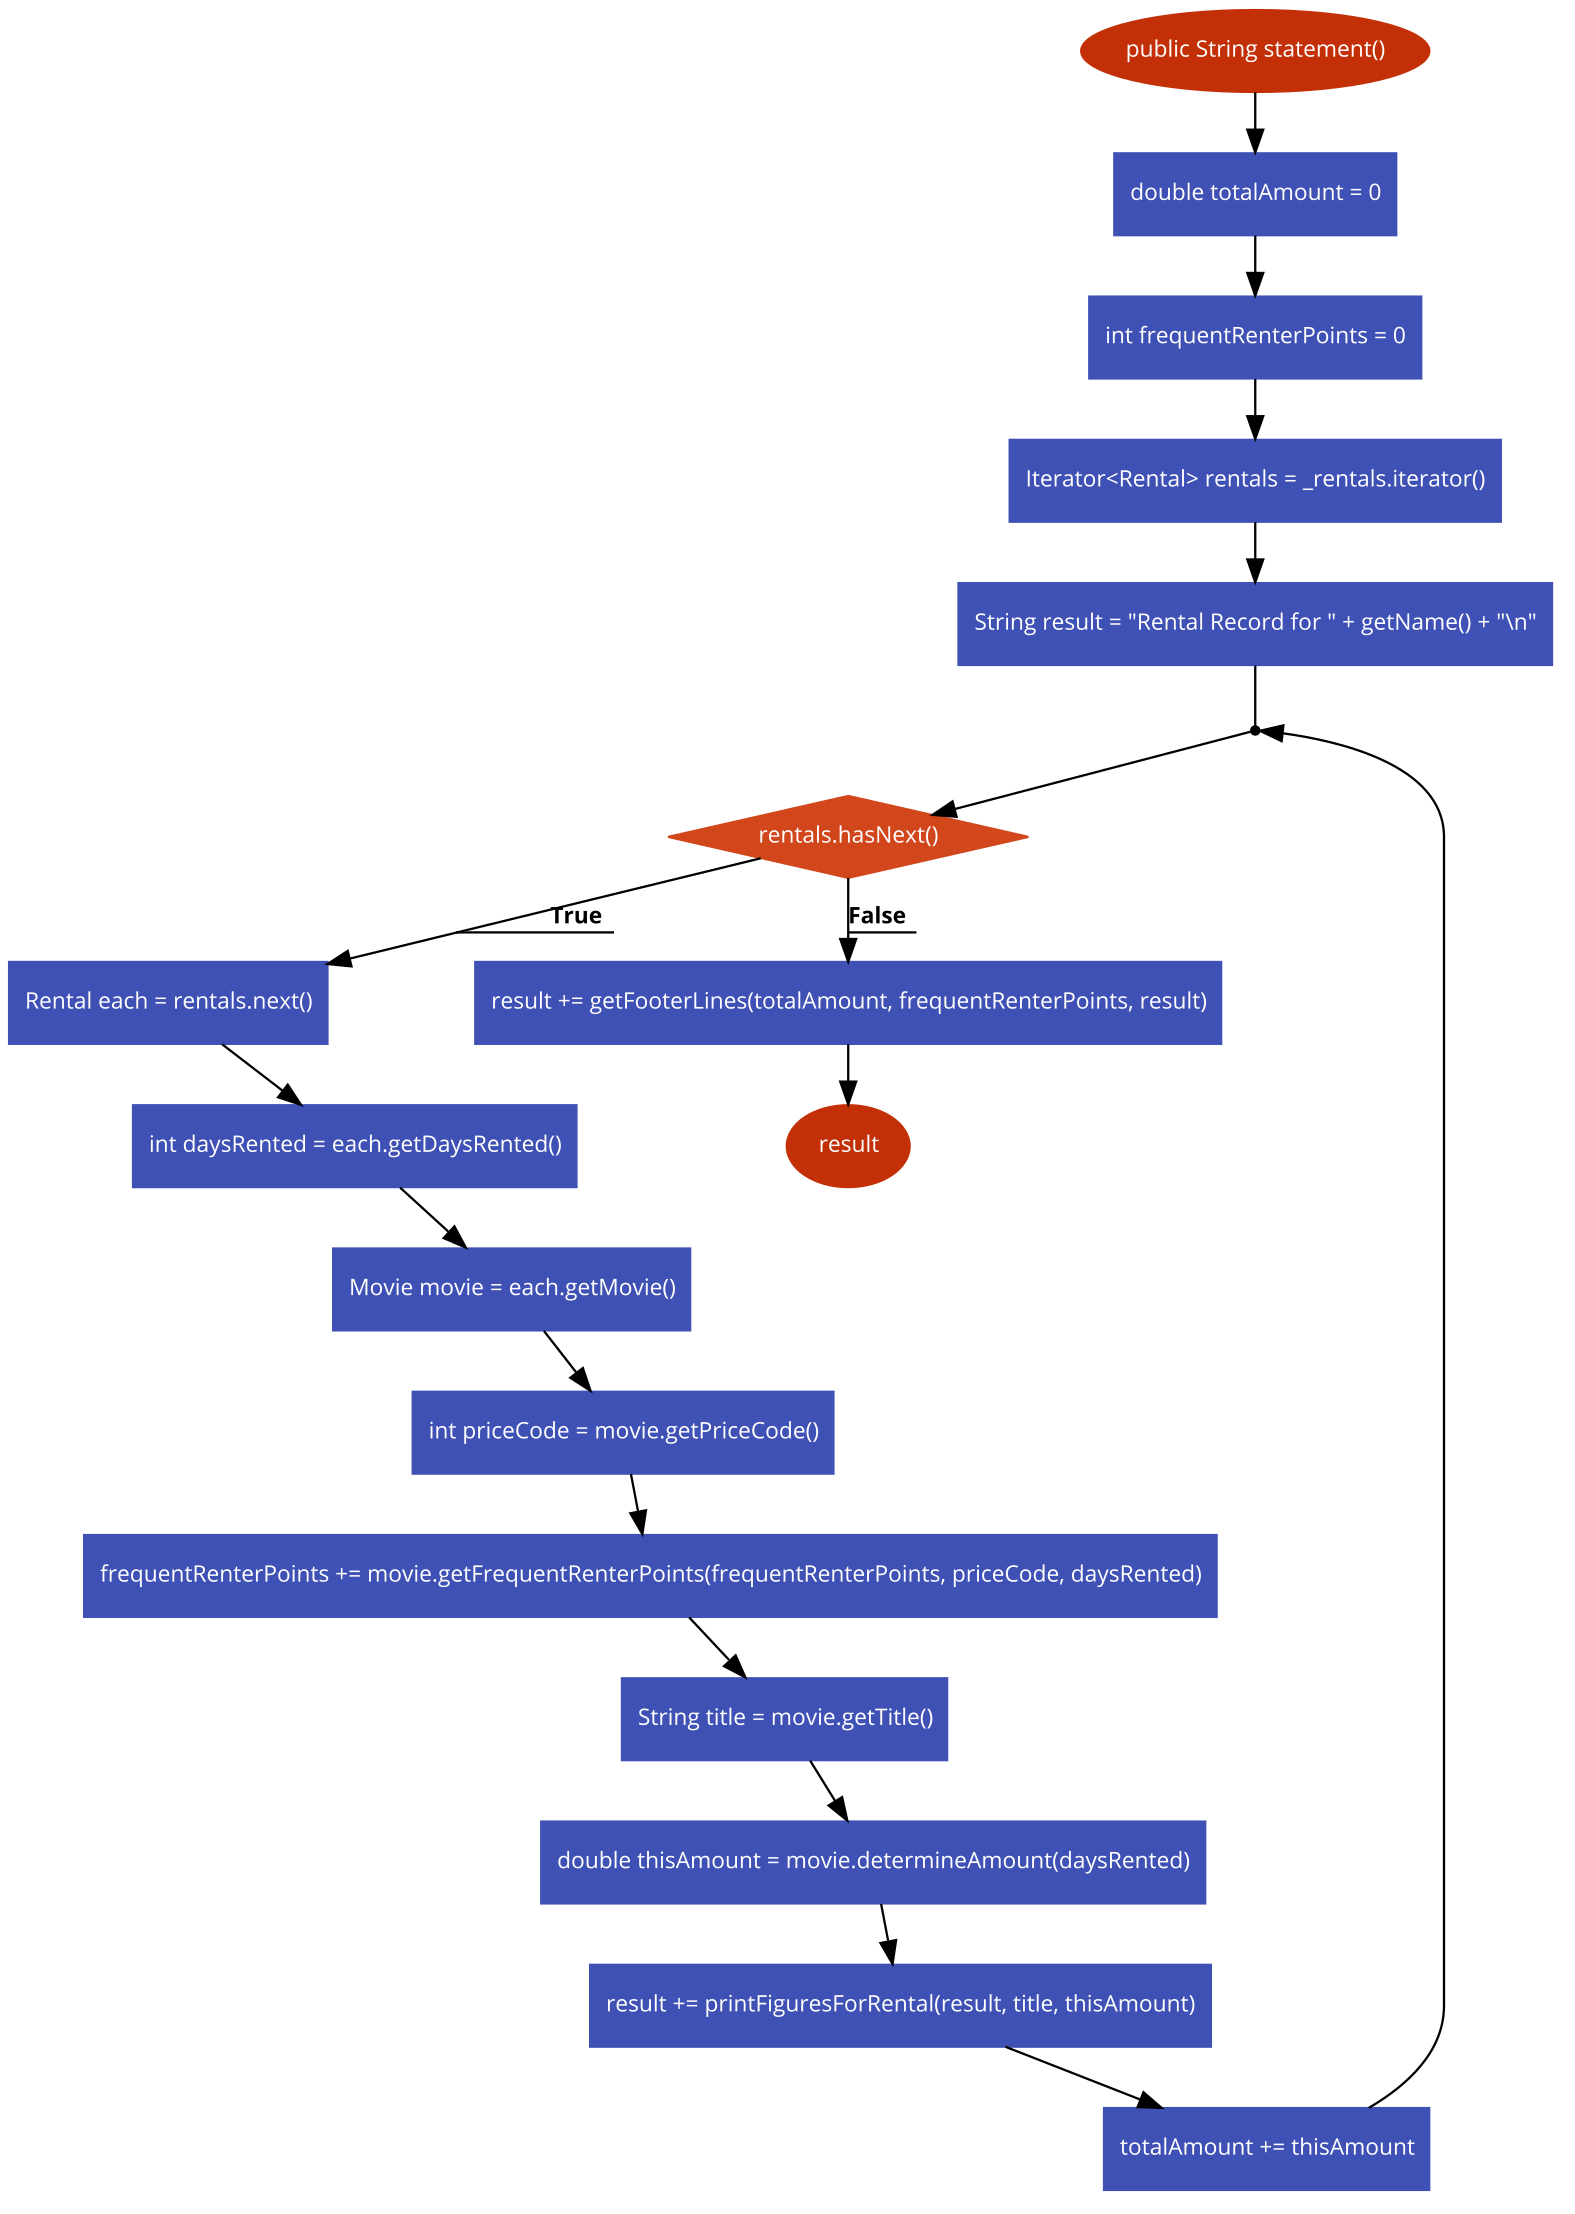 public String statement()
double totalAmount = 0
int frequentRenterPoints = 0
Iterator<Rental> rentals = _rentals.iterator()
String result = "Rental Record for " + getName() + "\n"
rentals.hasNext()
True
False
Rental each = rentals.next()
result += getFooterLines(totalAmount, frequentRenterPoints, result)
int daysRented = each.getDaysRented()
result
Movie movie = each.getMovie()
int priceCode = movie.getPriceCode()
frequentRenterPoints += movie.getFrequentRenterPoints(frequentRenterPoints, priceCode, daysRented)
String title = movie.getTitle()
double thisAmount = movie.determineAmount(daysRented)
result += printFiguresForRental(result, title, thisAmount)
totalAmount += thisAmount